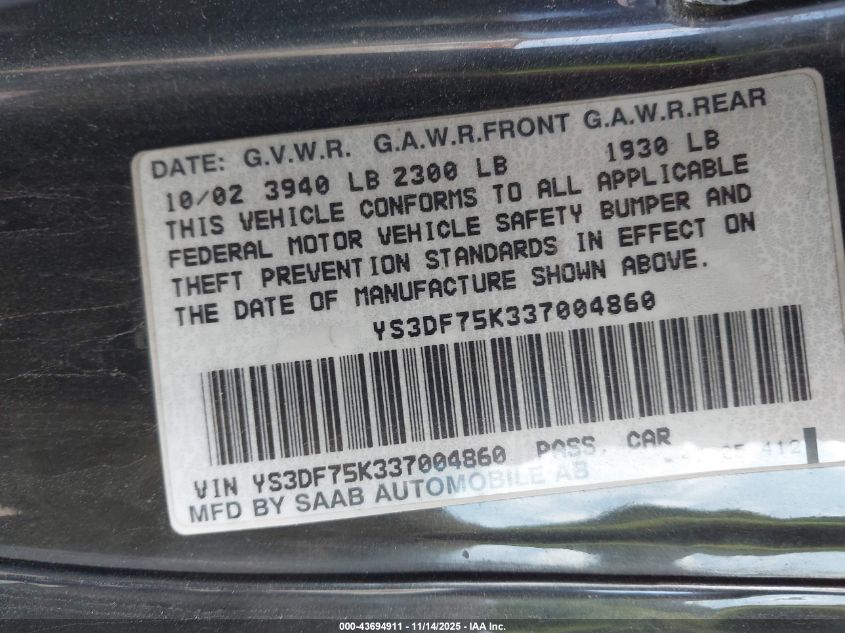 DATE: G.V.W.R. G.A.W.R.FRONT G.A.W.R.REAR
10/02 3940 LB 2300 LB 1930 LB
THIS VEHICLE CONFORMS TO ALL APPLICABLE
FEDERAL MOTOR VEHICLE SAFETY BUMPER AND
THEFT PREVENTION STANDARDS IN EFFECT ON
THE DATE OF MANUFACTURE SHOWN ABOVE.
YS3DF75K337004860
VIN YS3DF75K337004860 PASS. CAR
MFD BY SAAB AUTOMOBILE AB 412
000-43694911 - 11/14/2025 - IAA Inc.